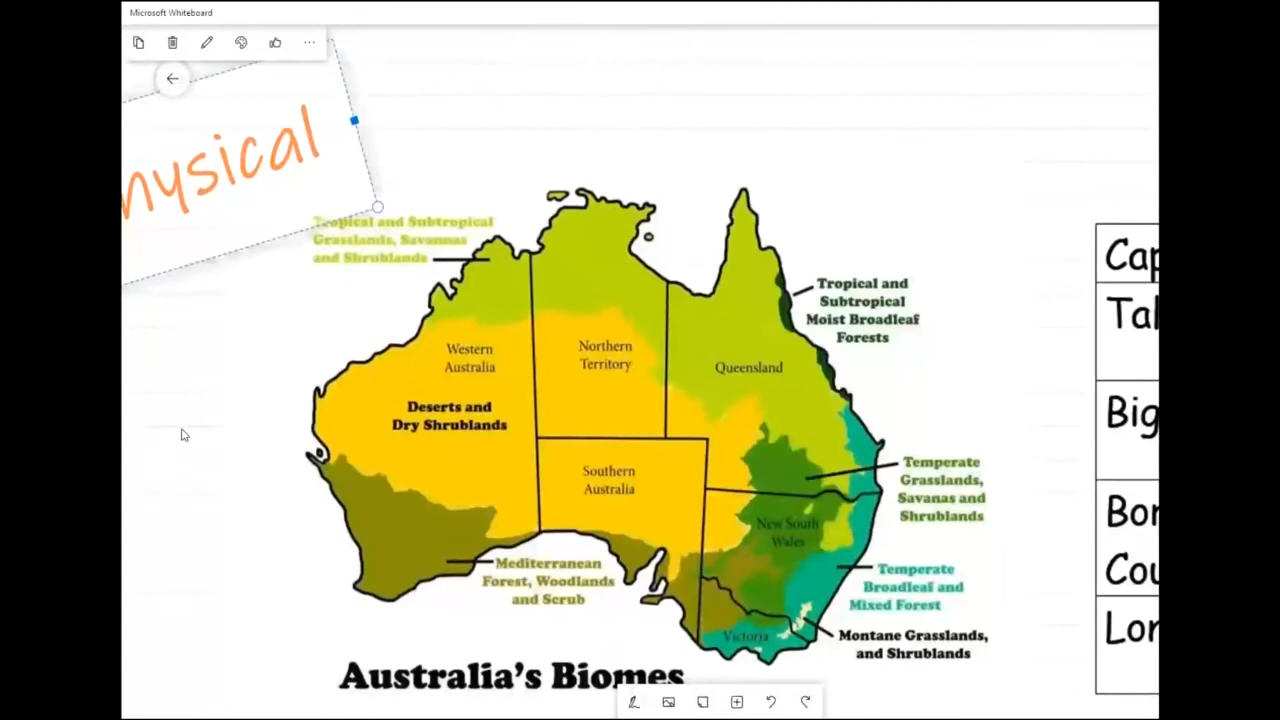 Microsoft Whiteboard
hysical
Tropical and Subtropical
Grasslands, Savannas
and Shrublands
Tropical and
Subtropical
Moist Broadleaf
Forests
Western
Australia
Northern
Territory
Queensland
Deserts and
Dry Shrublands
Southern
Australia
Temperate
Grasslands,
Savanas and
Shrublands
New South
Wales
Mediterranean
Forest, Woodlands
and Scrub
Temperate
Broadleaf and
Mixed Forest
Victoria
Montane Grasslands,
and Shrublands
Australia's Biomes
Cap
Tal
Big
Bor
Cou
Lor